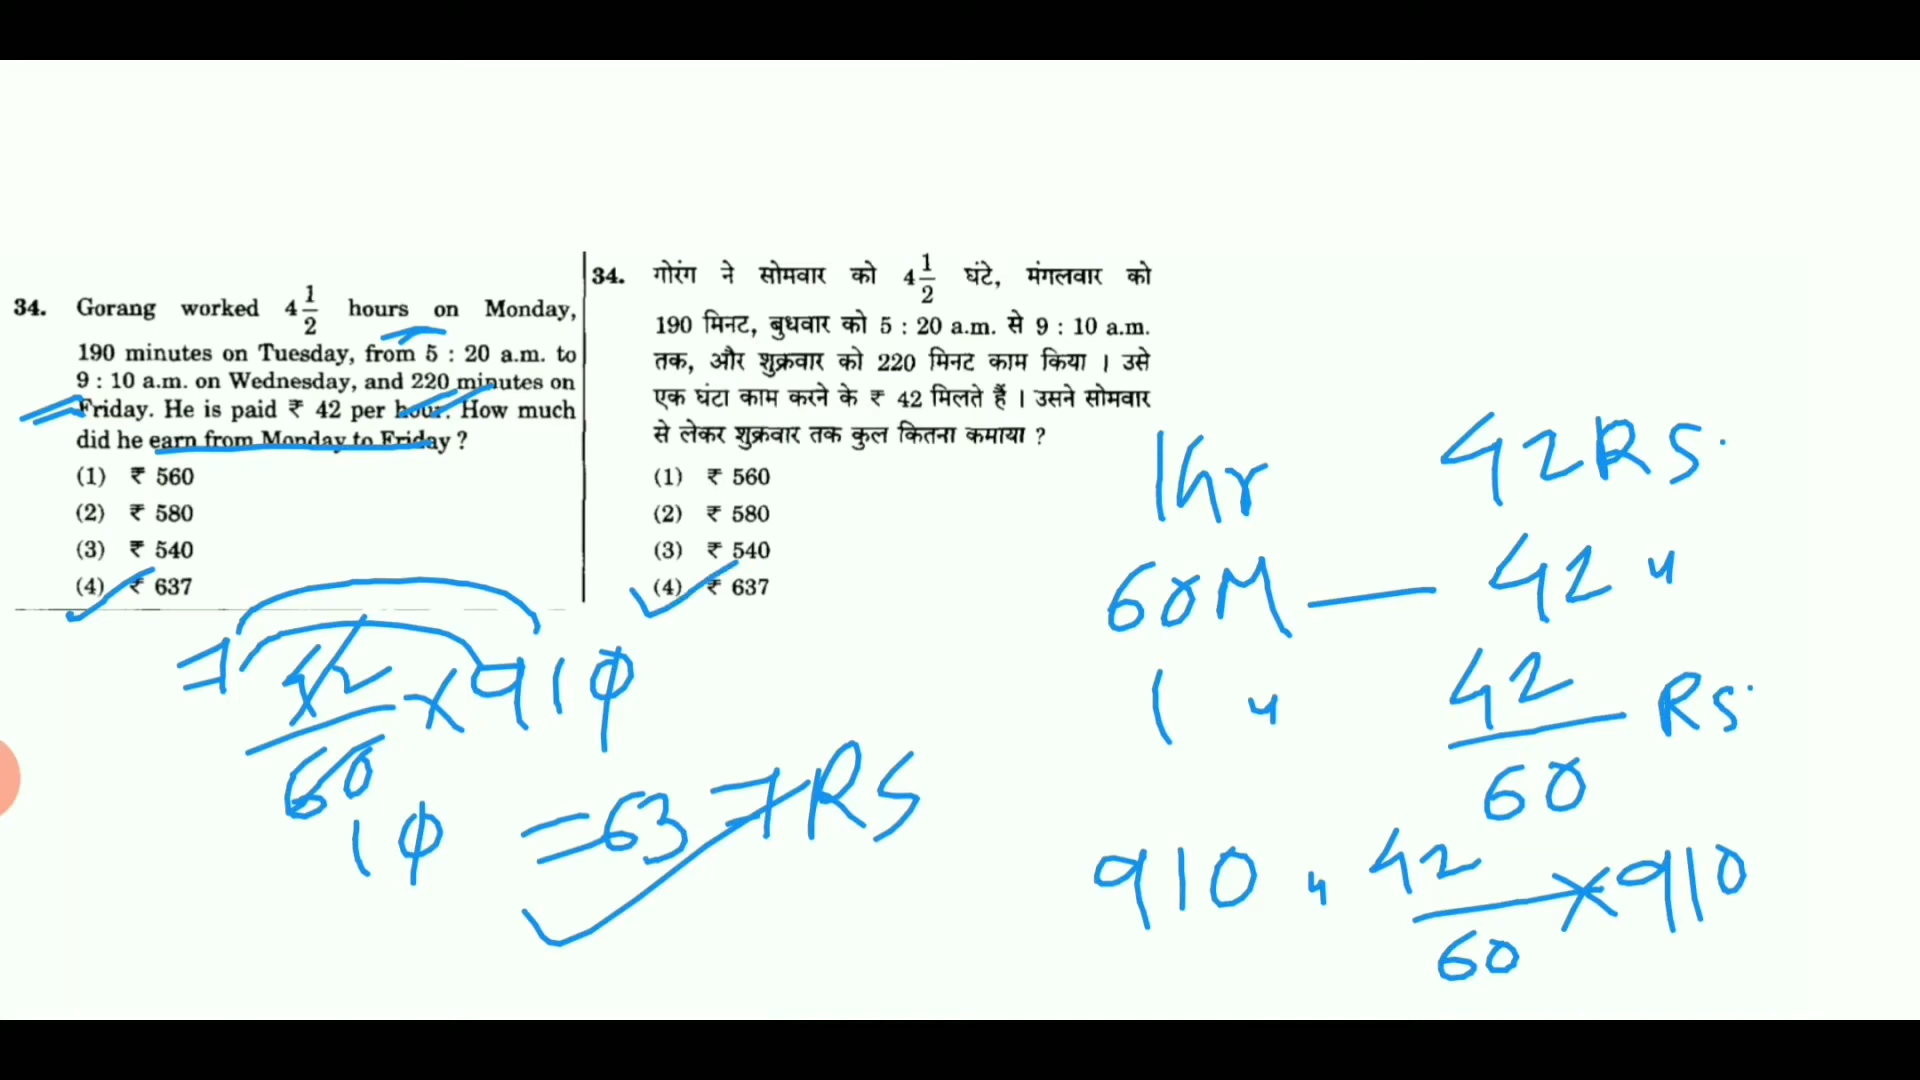 34. Gorang worked 4 1/2 hours on Monday,
190 minutes on Tuesday, from 5 : 20 a.m. to
9 : 10 a.m. on Wednesday, and 220 minutes on
Friday. He is paid ₹ 42 per hour. How much
did he earn from Monday to Friday ?
(1) ₹ 560
(2) ₹ 580
(3) ₹ 540
(4) ₹ 637
34. गोरंग ने सोमवार को 4 1/2 घंटे, मंगलवार को
190 मिनट, बुधवार को 5 : 20 a.m. से 9 : 10 a.m.
तक, और शुक्रवार को 220 मिनट काम किया । उसे
एक घंटा काम करने के ₹ 42 मिलते हैं । उसने सोमवार
से लेकर शुक्रवार तक कुल कितना कमाया ?
(1) ₹ 560
(2) ₹ 580
(3) ₹ 540
(4) ₹ 637
1hr 42RS.
60M — 42 "
1 " 42/60 RS.
910 " 42/60 × 910
7 42/60 × 910
10 = 637RS